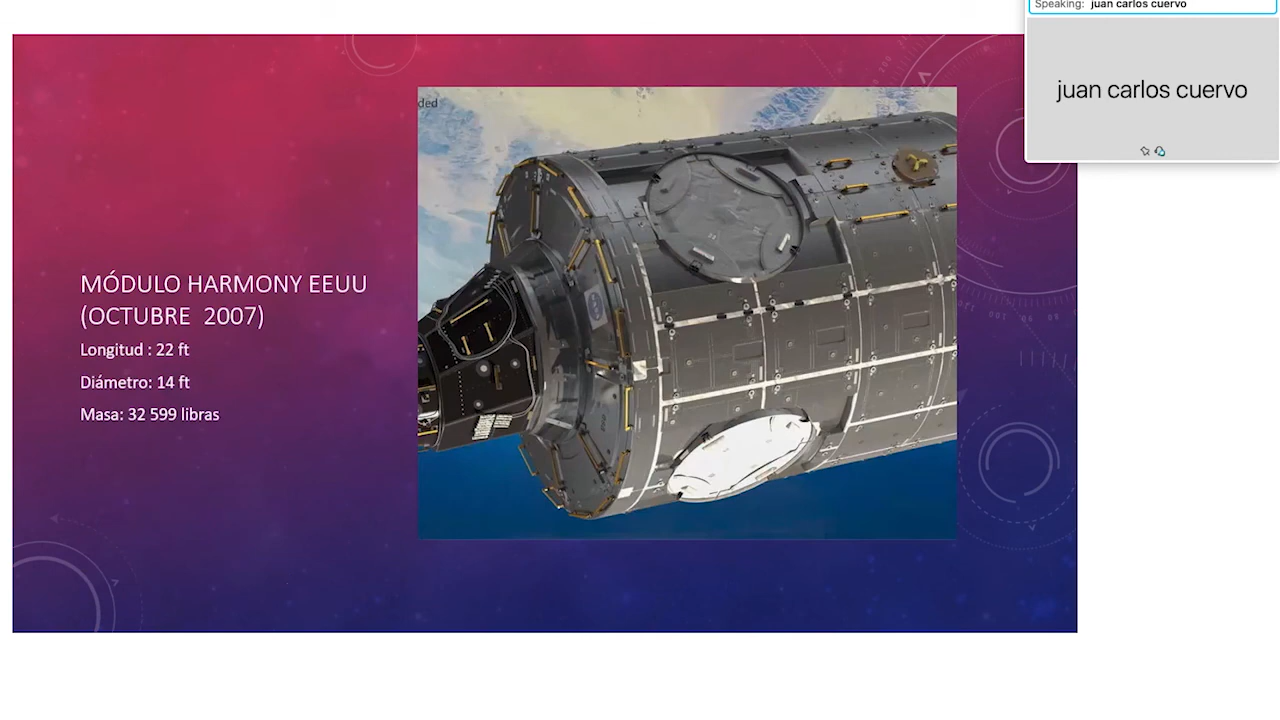 Speaking: juan carlos cuervo
juan carlos cuervo
ded
MÓDULO HARMONY EEUU
(OCTUBRE 2007)
Longitud : 22 ft
Diámetro: 14 ft
Masa: 32 599 libras